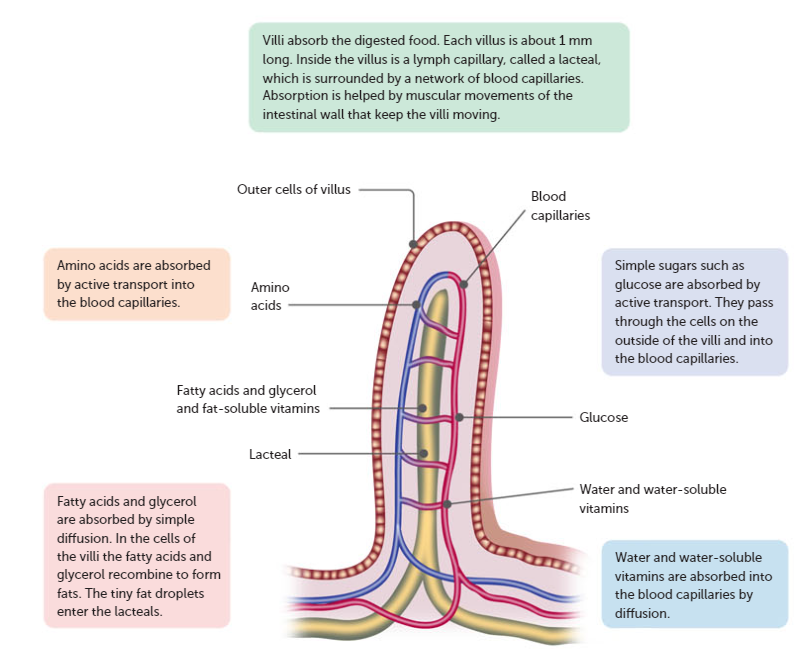 Villi absorb the digested food. Each villus is about 1 mm
long. Inside the villus is a lymph capillary, called a lacteal,
which is surrounded by a network of blood capillaries.
Absorption is helped by muscular movements of the
intestinal wall that keep the villi moving.
Outer cells of villus
Blood
capillaries
Amino acids are absorbed
by active transport into
the blood capillaries.
Amino
acids
Simple sugars such as
glucose are absorbed by
active transport. They pass
through the cells on the
outside of the villi and into
the blood capillaries.
Fatty acids and glycerol
and fat-soluble vitamins
Glucose
Lacteal
Water and water-soluble
vitamins
Fatty acids and glycerol
are absorbed by simple
diffusion. In the cells of
the villi the fatty acids and
glycerol recombine to form
fats. The tiny fat droplets
enter the lacteals.
Water and water-soluble
vitamins are absorbed into
the blood capillaries by
diffusion.